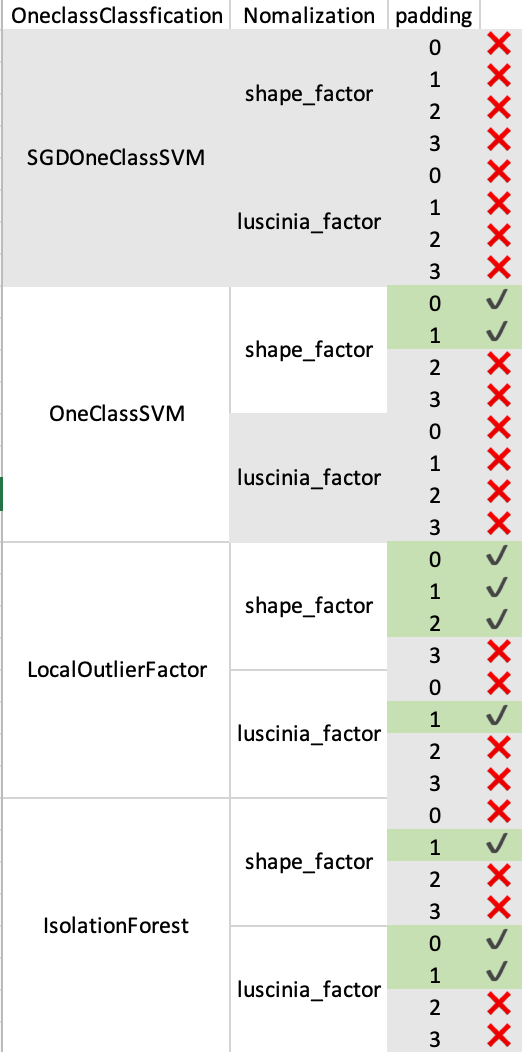 OneclassClassfication Nomalization padding
SGDOneClassSVM shape_factor 0 ❌
1 ❌
2 ❌
3 ❌
luscinia_factor 0 ❌
1 ❌
2 ❌
3 ❌
OneClassSVM shape_factor 0 ✓
1 ✓
2 ❌
3 ❌
luscinia_factor 0 ❌
1 ❌
2 ❌
3 ❌
LocalOutlierFactor shape_factor 0 ✓
1 ✓
2 ✓
3 ❌
luscinia_factor 0 ❌
1 ✓
2 ❌
3 ❌
IsolationForest shape_factor 0 ❌
1 ✓
2 ❌
3 ❌
luscinia_factor 0 ✓
1 ✓
2 ❌
3 ❌